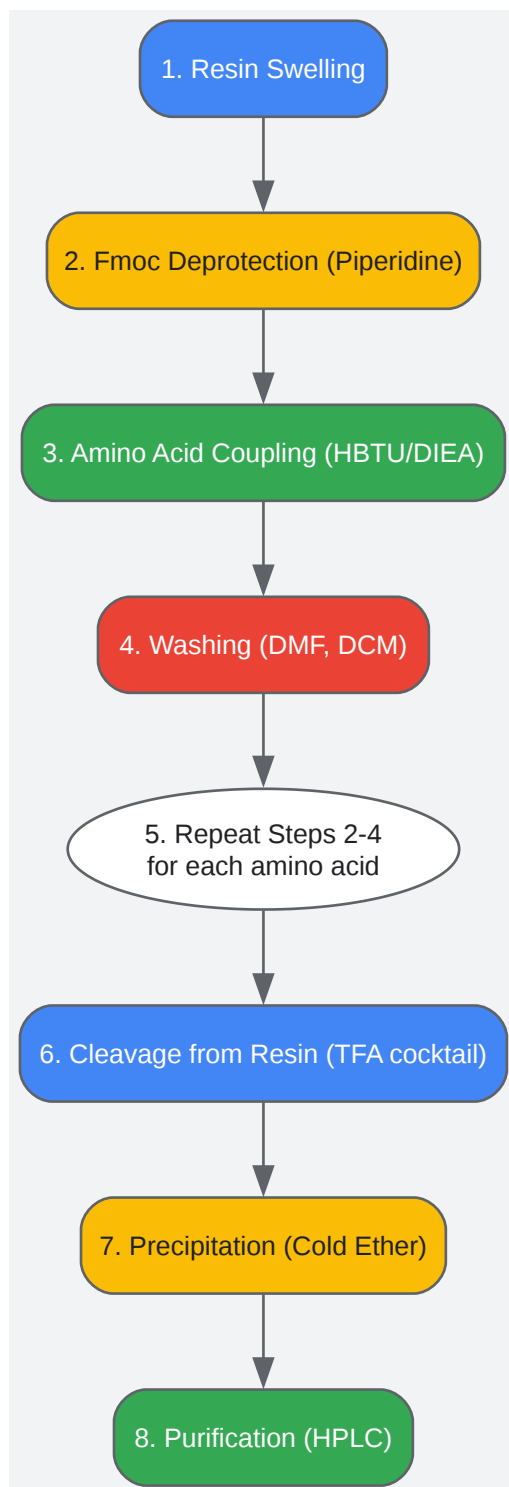 1. Resin Swelling
2. Fmoc Deprotection (Piperidine)
3. Amino Acid Coupling (HBTU/DIEA)
4. Washing (DMF, DCM)
5. Repeat Steps 2-4
for each amino acid
6. Cleavage from Resin (TFA cocktail)
7. Precipitation (Cold Ether)
8. Purification (HPLC)